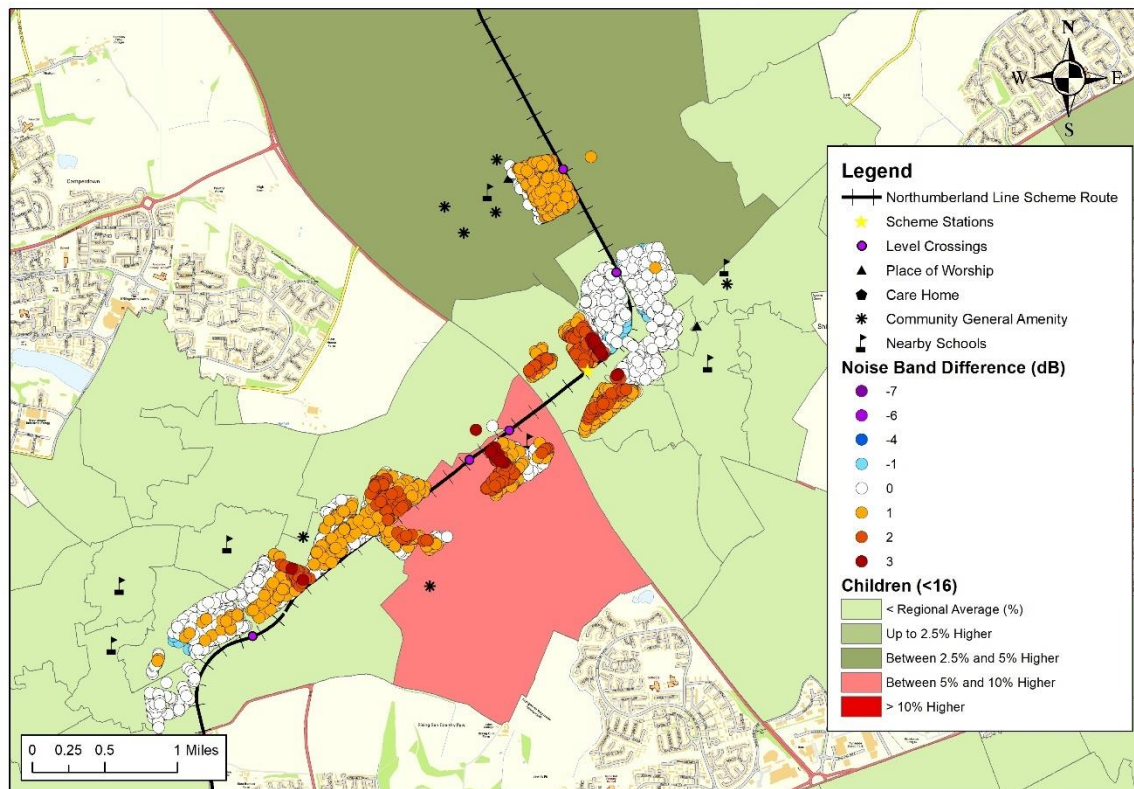 N
W
E
S
Camperdown
Legend
Northumberland Line Scheme Route
Scheme Stations
Level Crossings
Place of Worship
Care Home
Community General Amenity
Nearby Schools
Noise Band Difference (dB)
-7
-6
-4
-1
0
1
2
3
Children (<16)
< Regional Average (%)
Up to 2.5% Higher
Between 2.5% and 5% Higher
Between 5% and 10% Higher
> 10% Higher
0 0.25 0.5 1 Miles